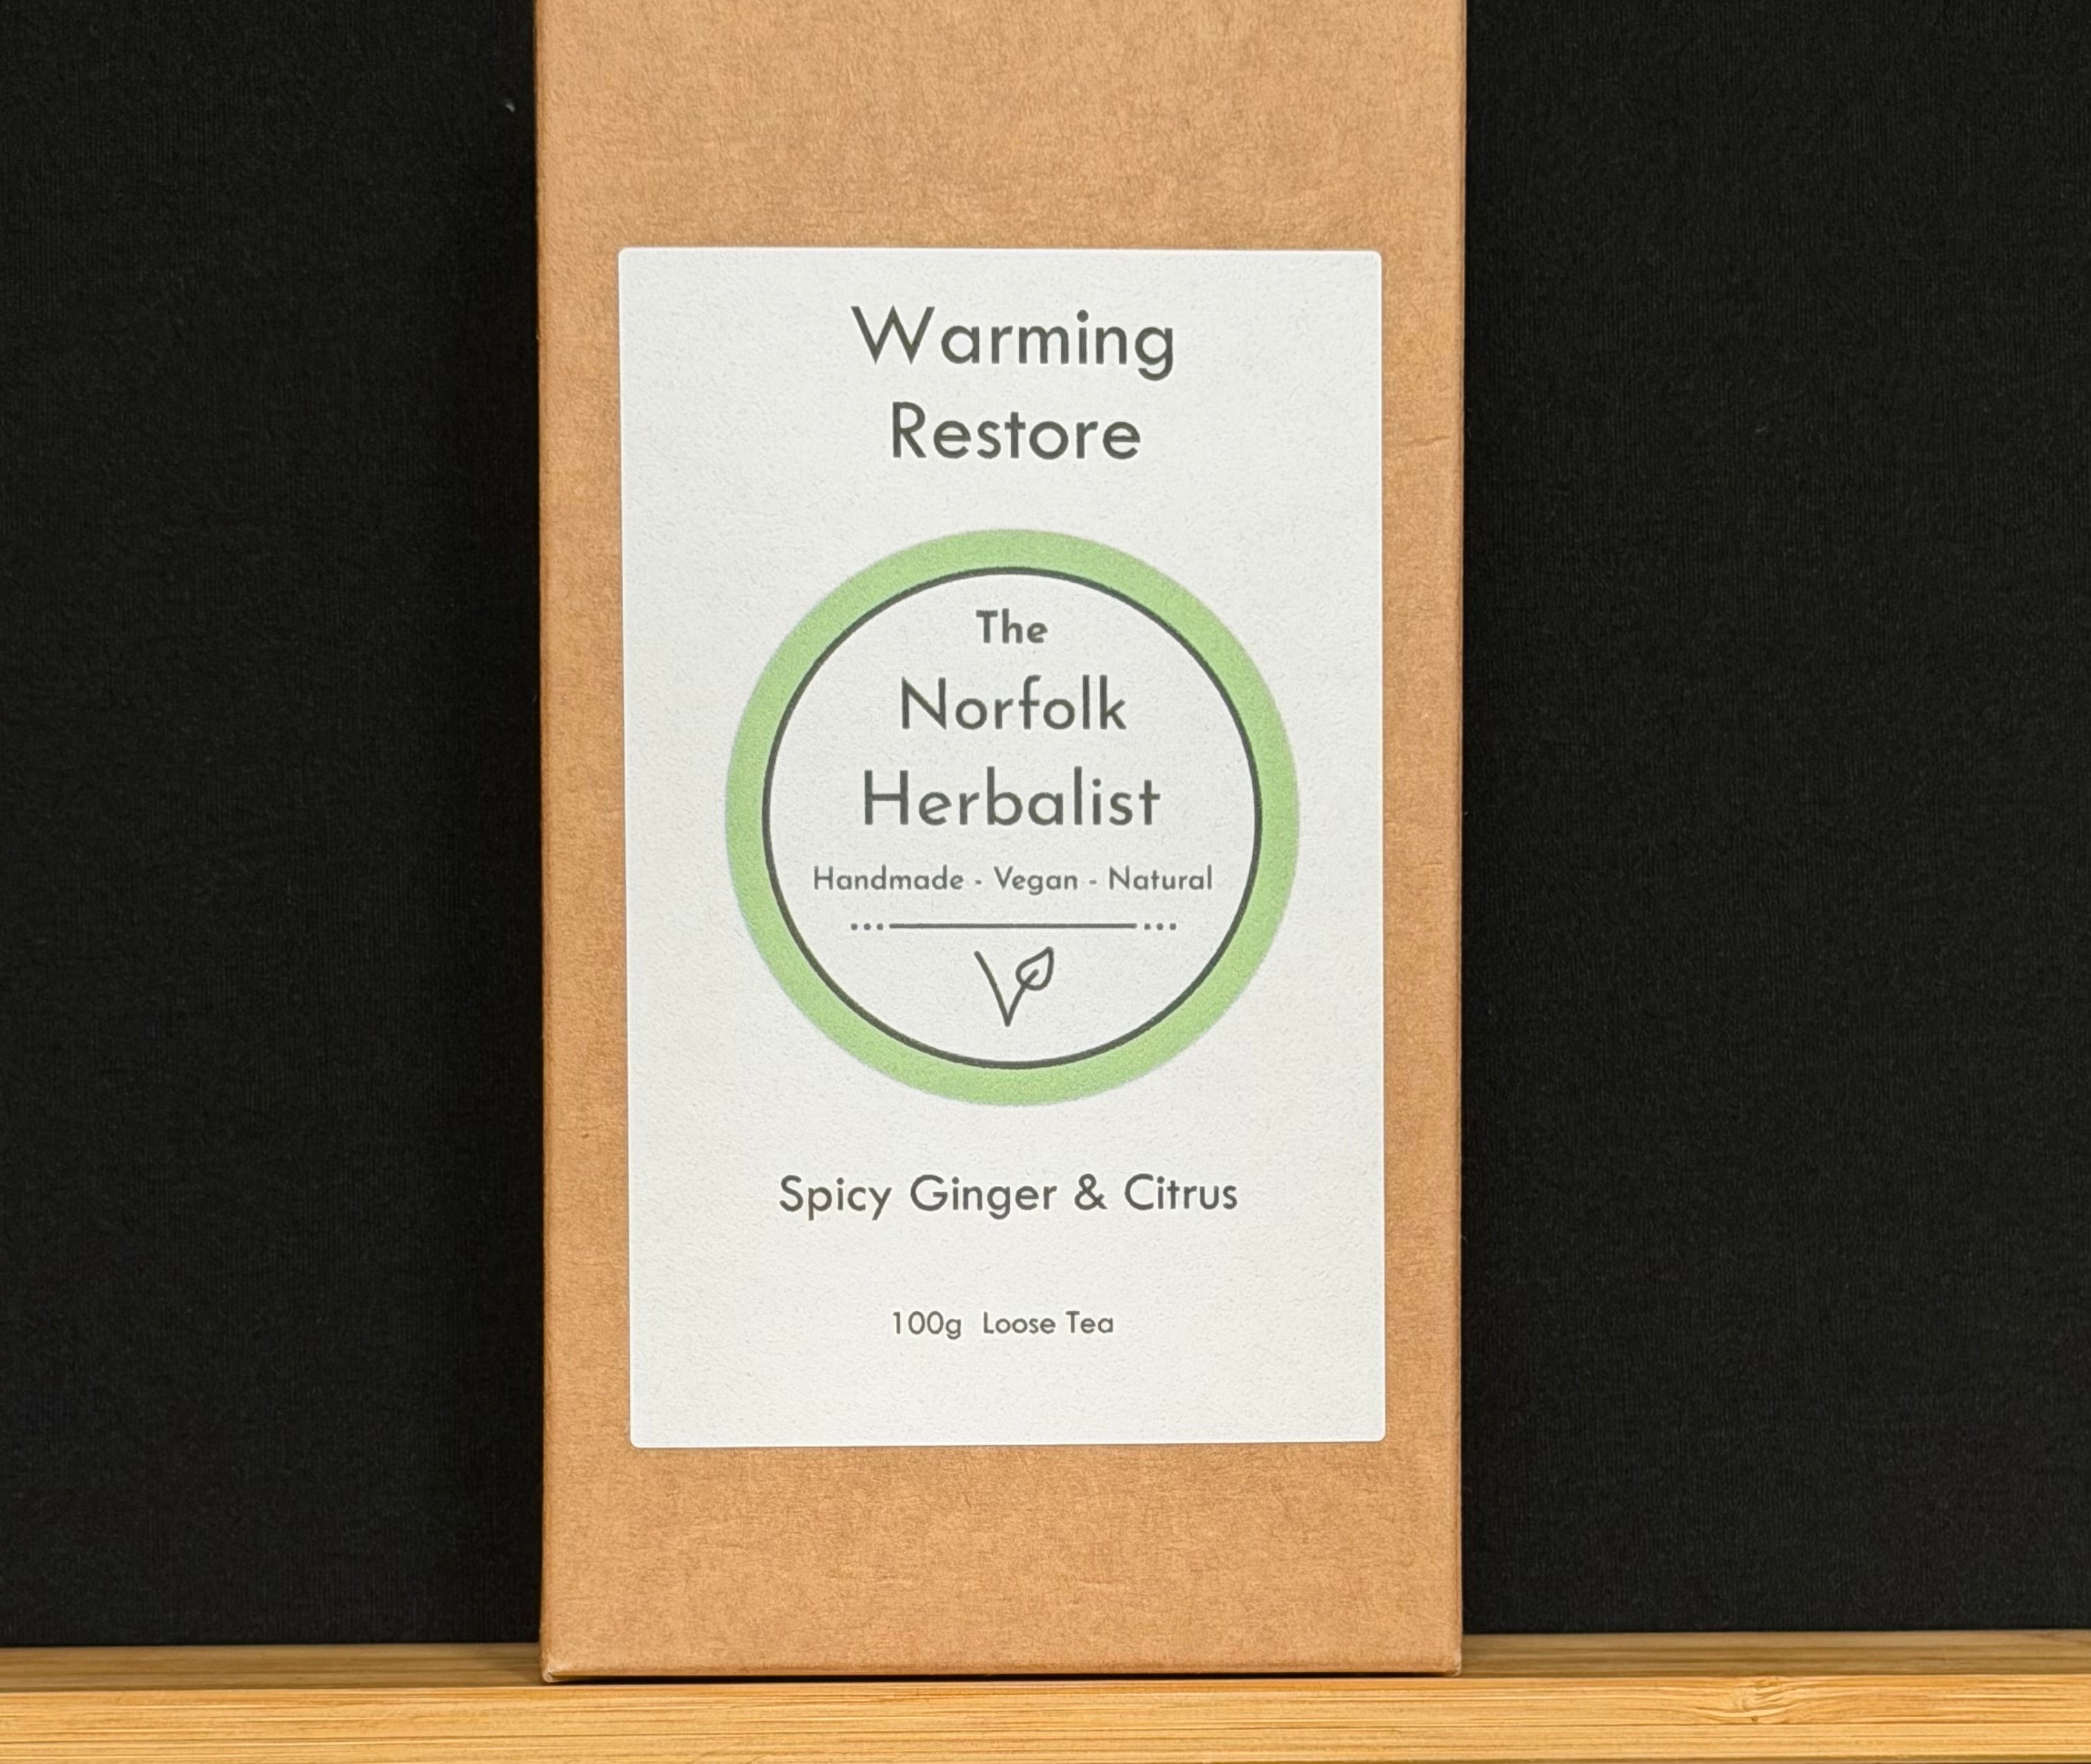 Warming
Restore
The
Norfolk
Herbalist
Handmade - Vegan - Natural
Spicy Ginger & Citrus
100g Loose Tea